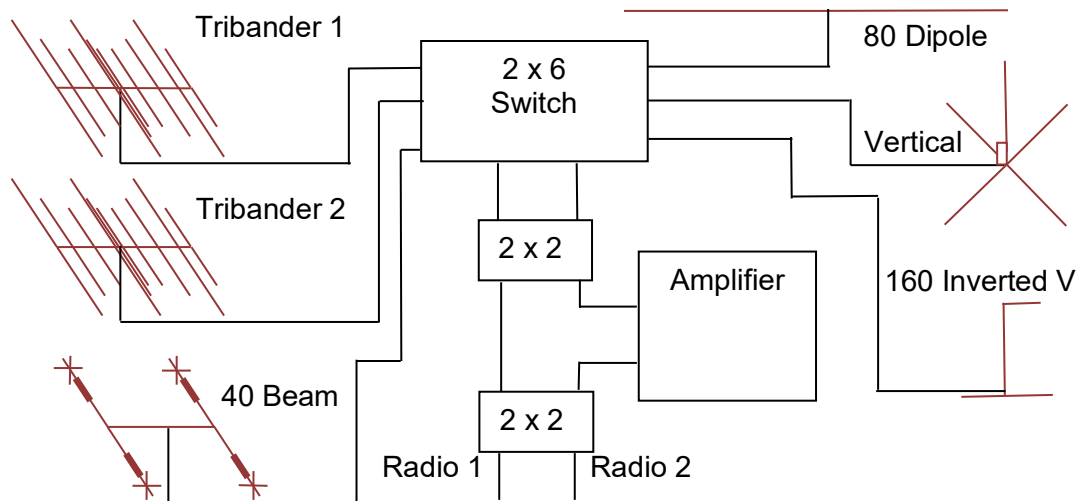 Tribander 1
2 x 6
Switch
80 Dipole
Vertical
Tribander 2
2 x 2
Amplifier
160 Inverted V
40 Beam
2 x 2
Radio 1
Radio 2